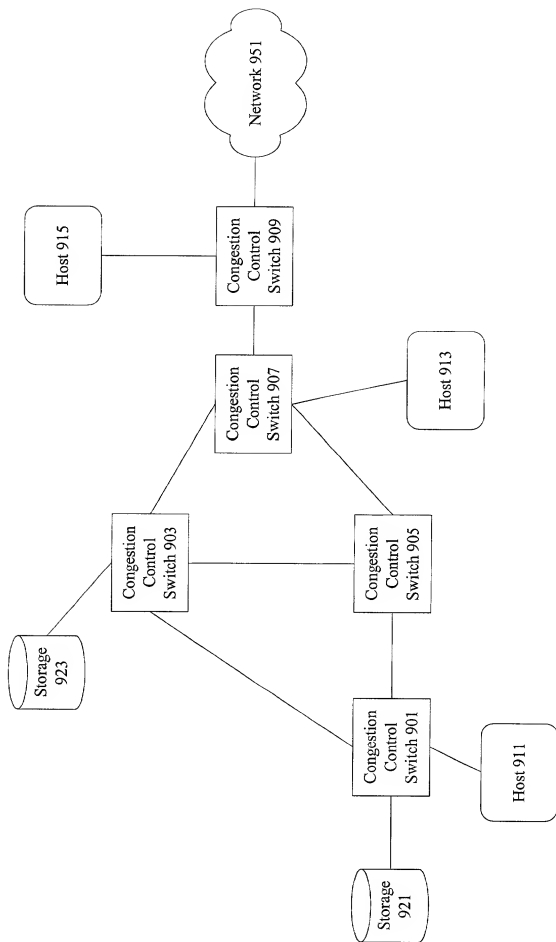 Network 951
Host 915
Congestion
Control
Switch 909
Congestion
Control
Switch 907
Host 913
Storage
923
Congestion
Control
Switch 903
Congestion
Control
Switch 905
Congestion
Control
Switch 901
Host 911
Storage
921